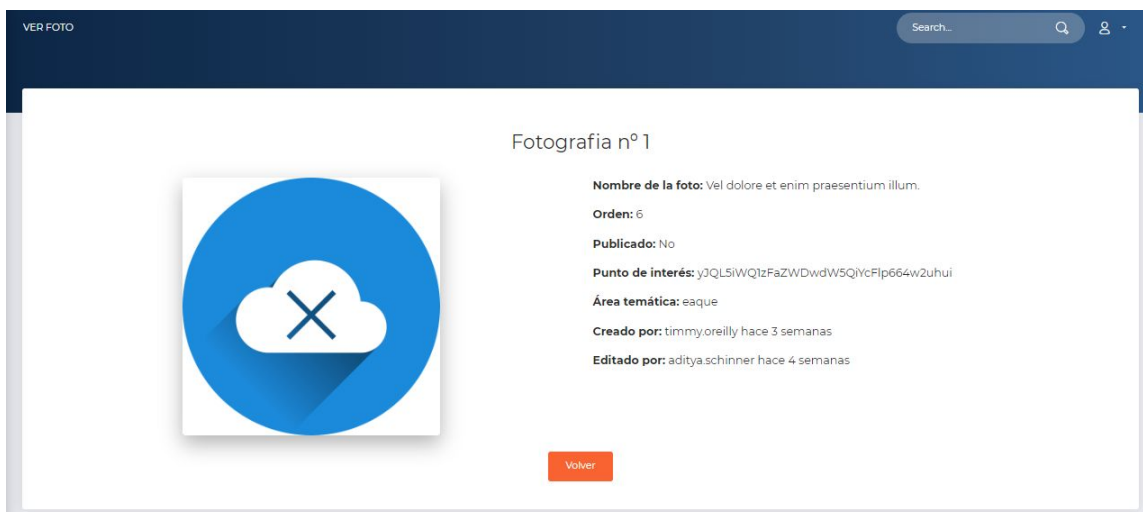 VER FOTO
Search...
Fotografia nº 1
Nombre de la foto: Vel dolore et enim praesentium illum.
Orden: 6
Publicado: No
Punto de interés: yJQL5iWQ1zFaZWDwdW5QiYcFlp664w2uhui
Área temática: eaque
Creado por: timmy.oreilly hace 3 semanas
Editado por: aditya.schinner hace 4 semanas
Volver